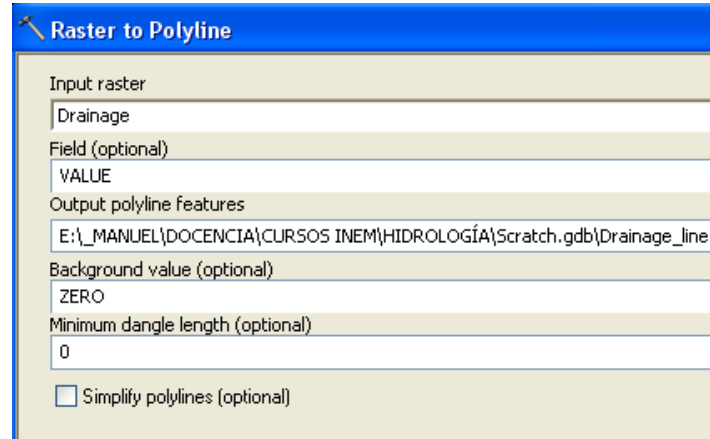 Raster to Polyline
Input raster
Drainage
Field (optional)
VALUE
Output polyline features
E:\_MANUEL\DOCENCIA\CURSOS INEM\HIDROLOGÍA\Scratch.gdb\Drainage_line
Background value (optional)
ZERO
Minimum dangle length (optional)
0
Simplify polylines (optional)